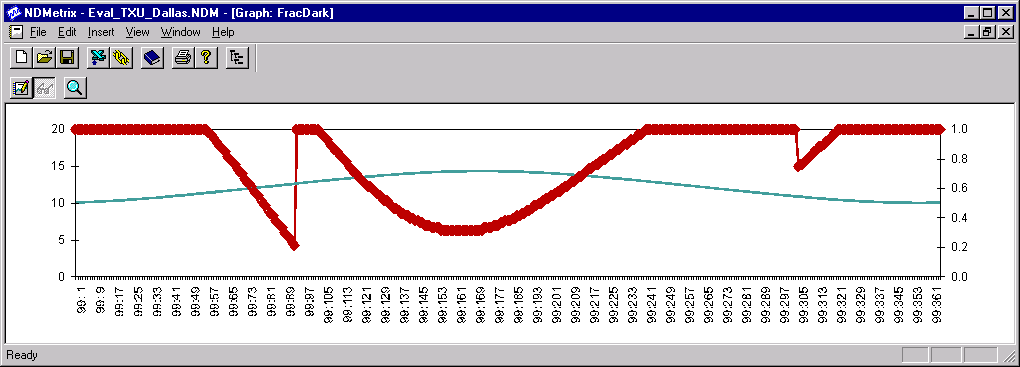 NDMetrix - Eval_TXU_Dallas.NDM - [Graph: FracDark]
File Edit Insert View Window Help
20 1.0
0.8
15
0.6
10
0.4
5
0.2
0 0.0
99: 1 99: 9 99:17 99:25 99:33 99:41 99:49 99:57 99:65 99:73 99:81 99:89 99:97 99:105 99:113 99:121 99:129 99:137 99:145 99:153 99:161 99:169 99:177 99:185 99:193 99:201 99:209 99:217 99:225 99:233 99:241 99:249 99:257 99:265 99:273 99:281 99:289 99:297 99:305 99:313 99:321 99:329 99:337 99:345 99:353 99:361
Ready